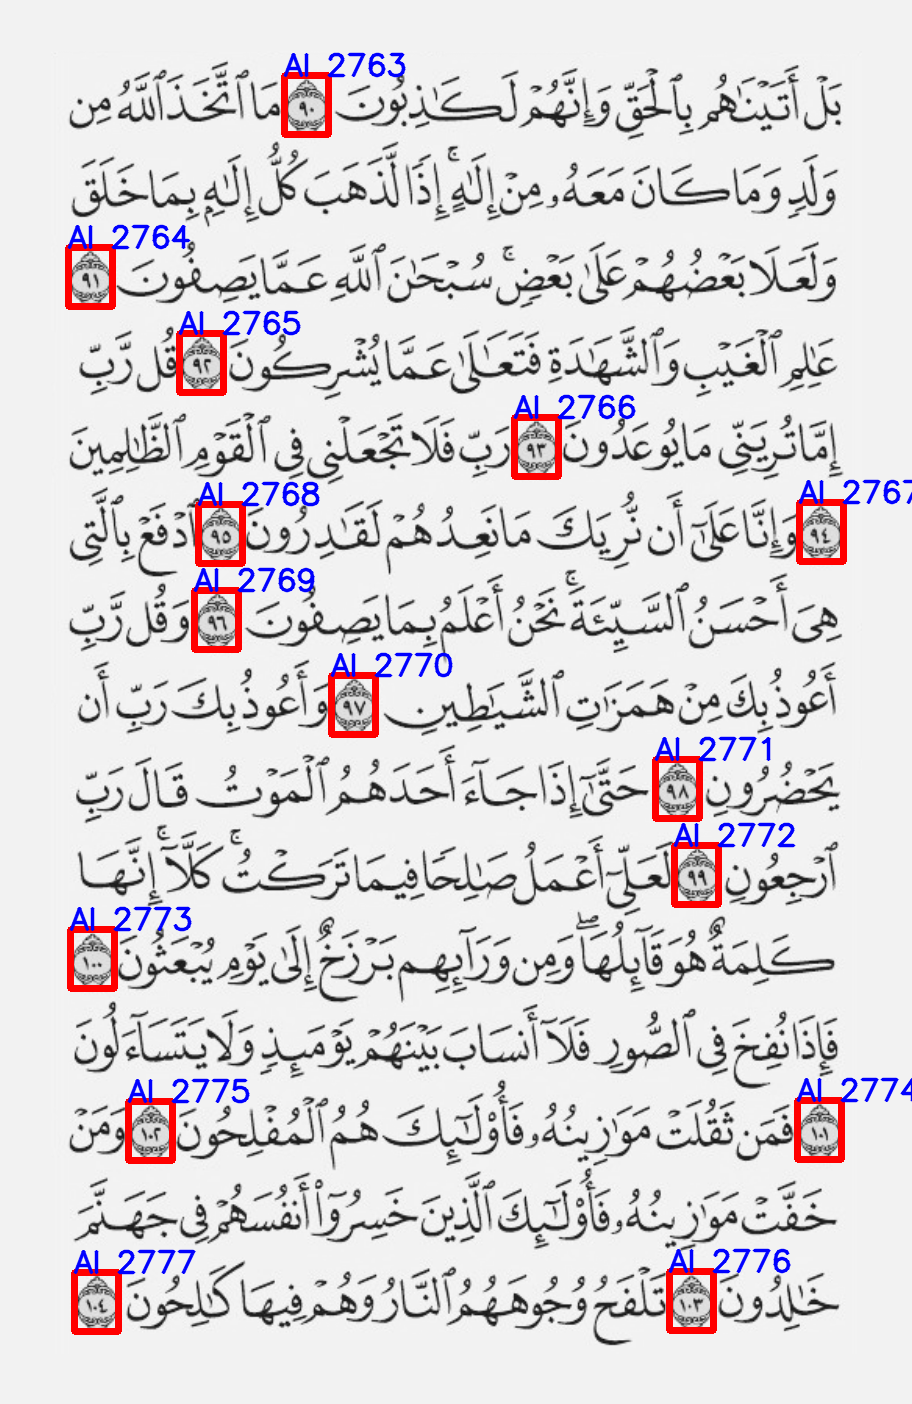 AI 2763
بَلْ أَتَيْنَٰهُم بِٱلْحَقِّ وَإِنَّهُمْ لَكَٰذِبُونَ ٩٠ مَا ٱتَّخَذَ ٱللَّهُ مِن
وَلَدٍ وَمَا كَانَ مَعَهُۥ مِنْ إِلَٰهٍ ۚ إِذًا لَّذَهَبَ كُلُّ إِلَٰهٍۭ بِمَا خَلَقَ
AI 2764
وَلَعَلَا بَعْضُهُمْ عَلَىٰ بَعْضٍ ۚ سُبْحَٰنَ ٱللَّهِ عَمَّا يَصِفُونَ ٩١
AI 2765
عَٰلِمِ ٱلْغَيْبِ وَٱلشَّهَٰدَةِ فَتَعَٰلَىٰ عَمَّا يُشْرِكُونَ ٩٢ قُل رَّبِّ
AI 2766
إِمَّا تُرِيَنِّى مَا يُوعَدُونَ ٩٣ رَبِّ فَلَا تَجْعَلْنِى فِى ٱلْقَوْمِ ٱلظَّٰلِمِينَ
AI 2767 AI 2768
٩٤ وَإِنَّا عَلَىٰٓ أَن نُّرِيَكَ مَا نَعِدُهُمْ لَقَٰدِرُونَ ٩٥ ٱدْفَعْ بِٱلَّتِى
AI 2769
هِىَ أَحْسَنُ ٱلسَّيِّئَةَ ۚ نَحْنُ أَعْلَمُ بِمَا يَصِفُونَ ٩٦ وَقُل رَّبِّ
AI 2770
أَعُوذُ بِكَ مِنْ هَمَزَٰتِ ٱلشَّيَٰطِينِ ٩٧ وَأَعُوذُ بِكَ رَبِّ أَن
AI 2771
يَحْضُرُونِ ٩٨ حَتَّىٰٓ إِذَا جَآءَ أَحَدَهُمُ ٱلْمَوْتُ قَالَ رَبِّ
AI 2772
ٱرْجِعُونِ ٩٩ لَعَلِّىٓ أَعْمَلُ صَٰلِحًا فِيمَا تَرَكْتُ ۚ كَلَّآ ۚ إِنَّهَا
AI 2773
كَلِمَةٌ هُوَ قَآئِلُهَا ۖ وَمِن وَرَآئِهِم بَرْزَخٌ إِلَىٰ يَوْمِ يُبْعَثُونَ ١٠٠
فَإِذَا نُفِخَ فِى ٱلصُّورِ فَلَآ أَنسَابَ بَيْنَهُمْ يَوْمَئِذٍ وَلَا يَتَسَآءَلُونَ
AI 2774 AI 2775
١٠١ فَمَن ثَقُلَتْ مَوَٰزِينُهُۥ فَأُو۟لَٰٓئِكَ هُمُ ٱلْمُفْلِحُونَ ١٠٢ وَمَنْ
خَفَّتْ مَوَٰزِينُهُۥ فَأُو۟لَٰٓئِكَ ٱلَّذِينَ خَسِرُوٓا۟ أَنفُسَهُمْ فِى جَهَنَّمَ
AI 2776 AI 2777
خَٰلِدُونَ ١٠٣ تَلْفَحُ وُجُوهَهُمُ ٱلنَّارُ وَهُمْ فِيهَا كَٰلِحُونَ ١٠٤